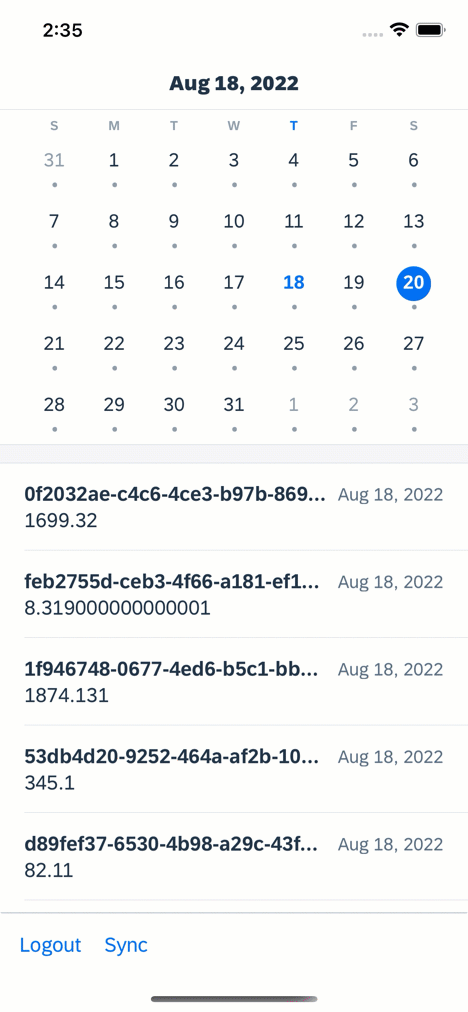 2:35
Aug 18, 2022
S M T W T F S
31 1 2 3 4 5 6
7 8 9 10 11 12 13
14 15 16 17 18 19 20
21 22 23 24 25 26 27
28 29 30 31 1 2 3
0f2032ae-c4c6-4ce3-b97b-869... Aug 18, 2022
1699.32
feb2755d-ceb3-4f66-a181-ef1... Aug 18, 2022
8.319000000000001
1f946748-0677-4ed6-b5c1-bb... Aug 18, 2022
1874.131
53db4d20-9252-464a-af2b-10... Aug 18, 2022
345.1
d89fef37-6530-4b98-a29c-43f... Aug 18, 2022
82.11
Logout Sync